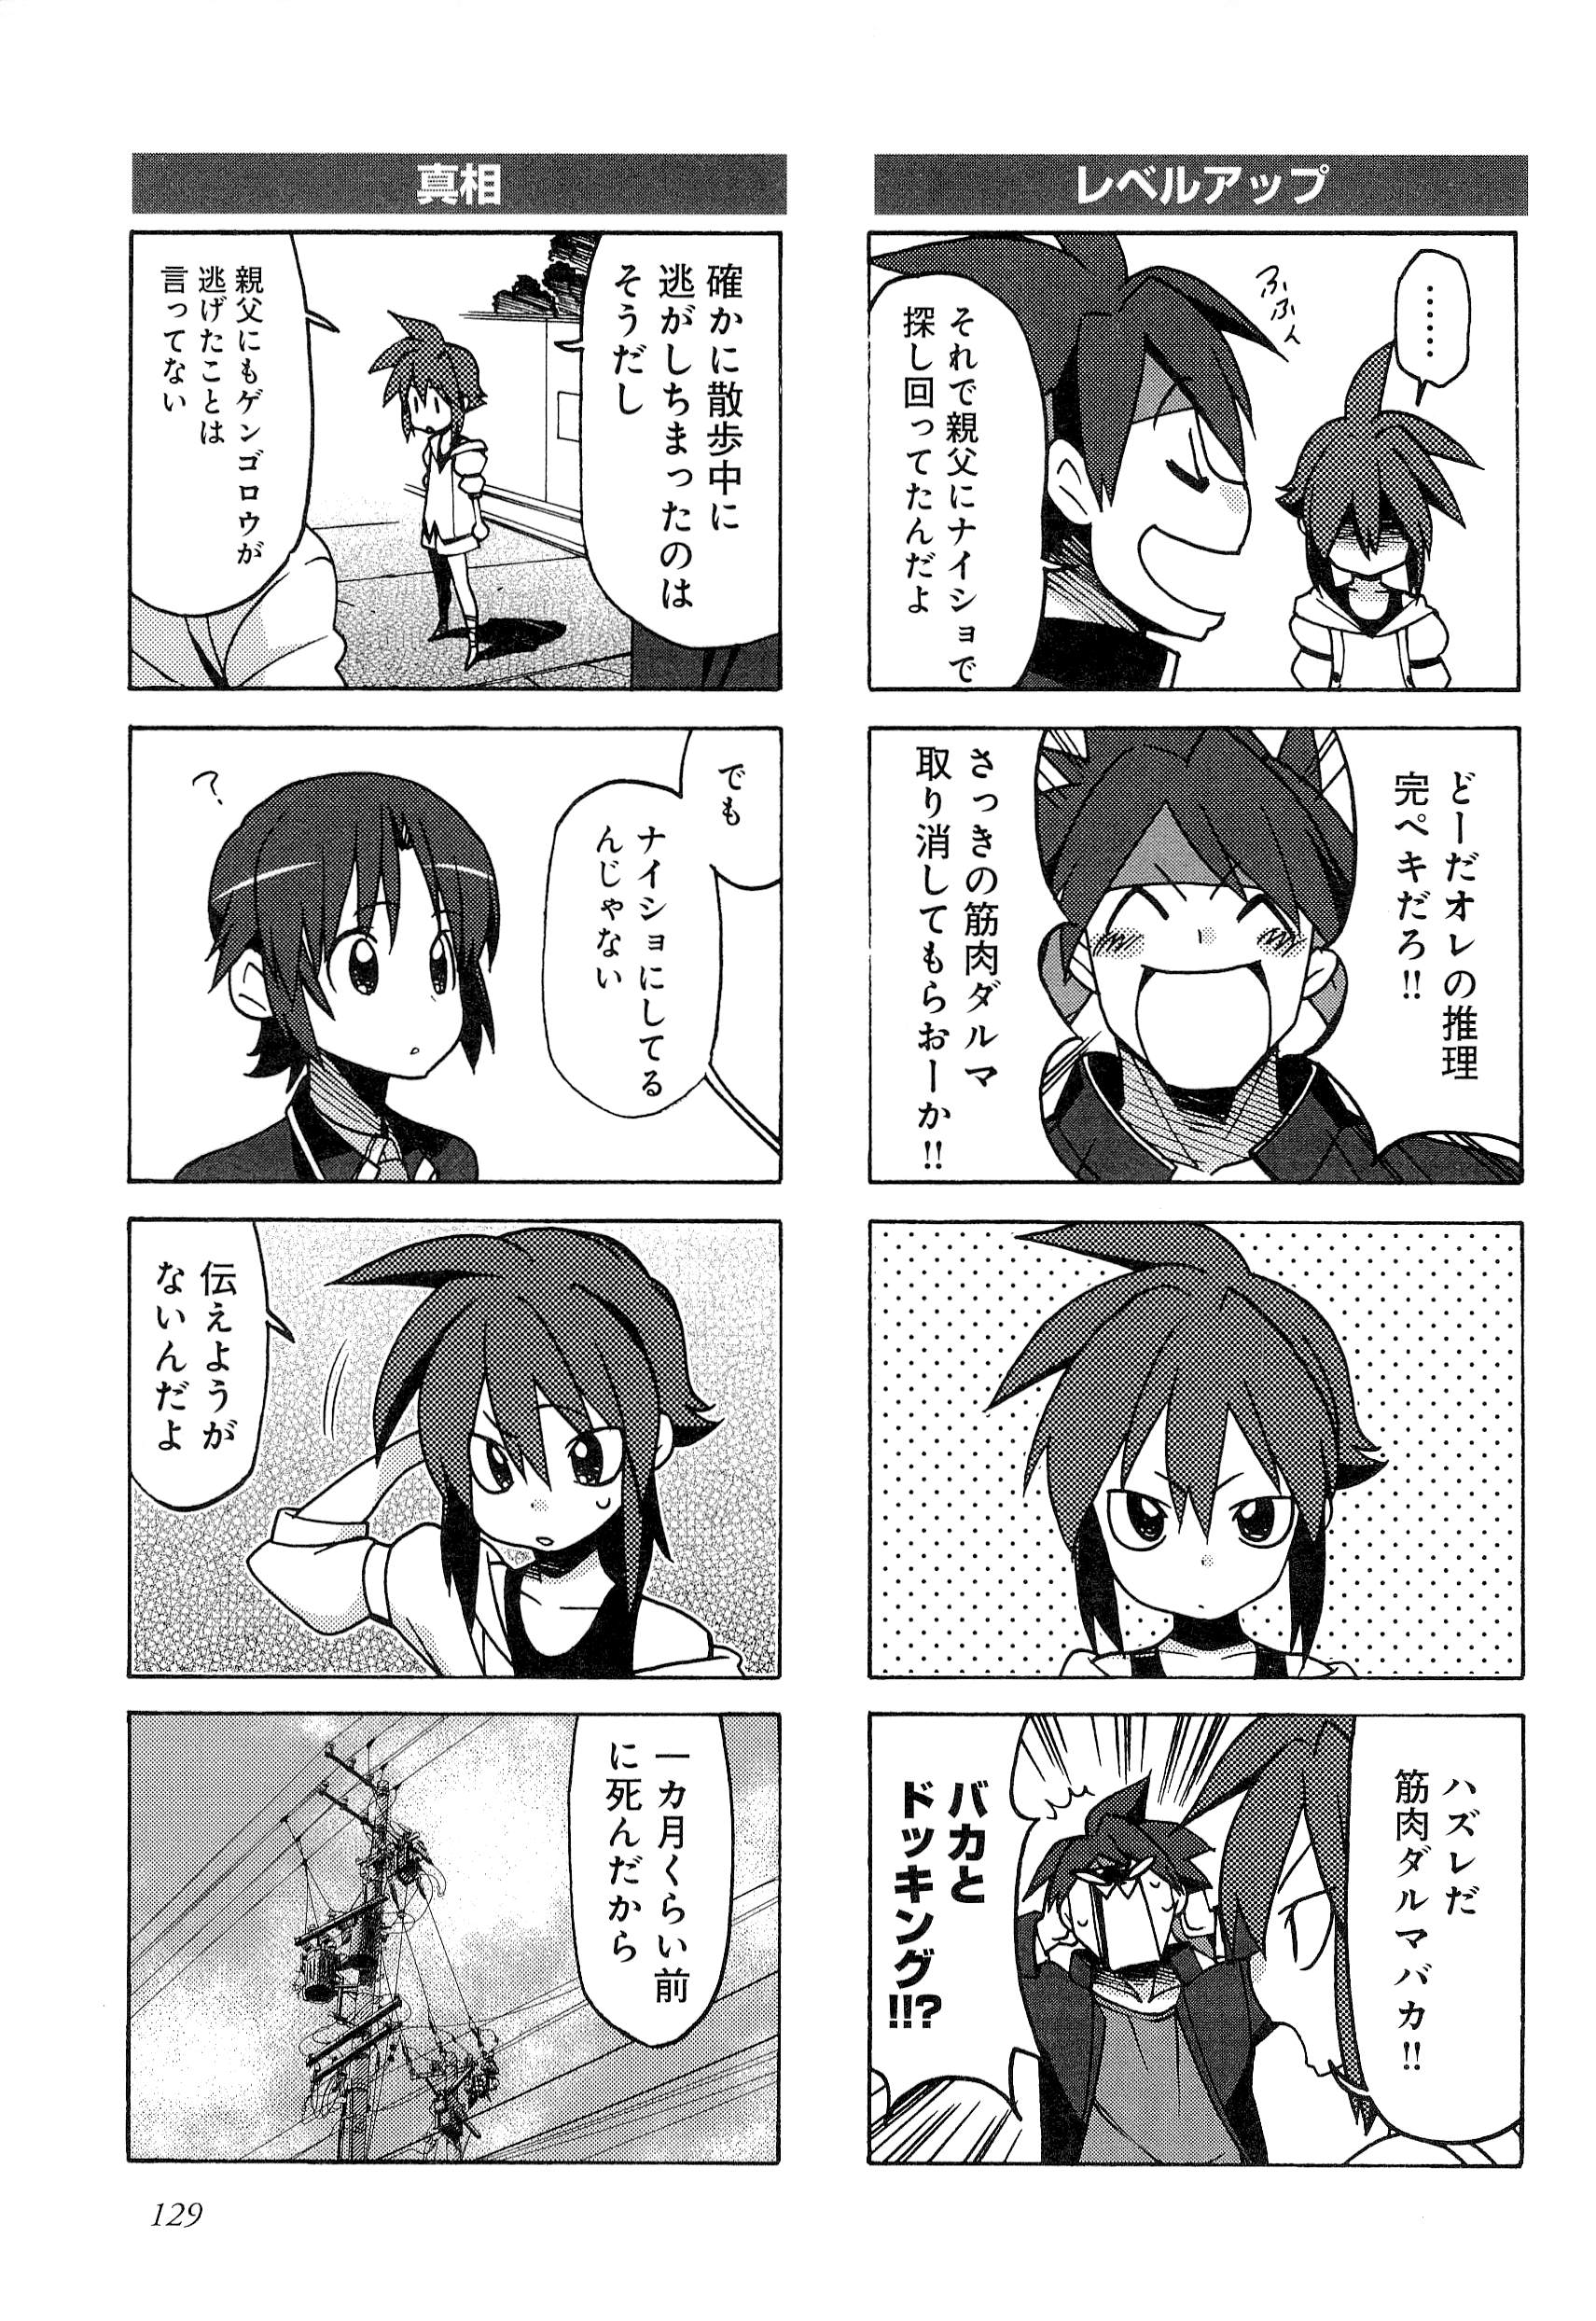 レベルアップ
……
ふふん
それで親父にナイショで
探し回ってたんだよ
どーだオレの推理
完ペキだろ!!
さっきの筋肉ダルマ
取り消してもらおーか!!
ハズレだ
筋肉ダルマバカ!!
バカと
ドッキング!!?
真相
確かに散歩中に
逃がしちまったのは
そうだし
親父にもゲンゴロウが
逃げたことは
言ってない
でも
ナイショにしてる
んじゃない
?
伝えようが
ないんだよ
一カ月くらい前
に死んだから
129